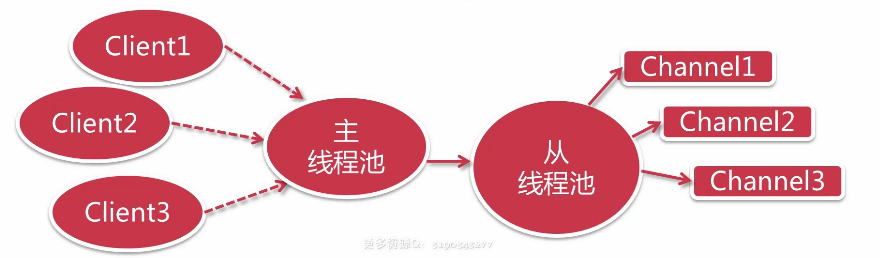 Client1
Client2
Client3
主
线程池
从
线程池
Channel1
Channel2
Channel3